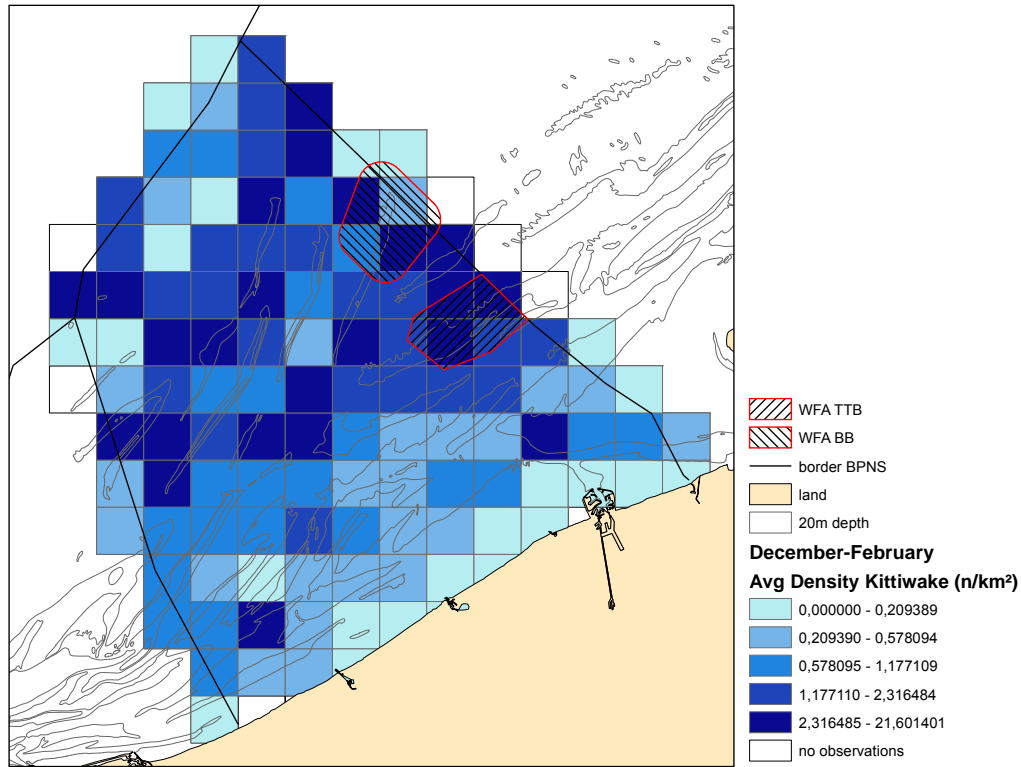 WFA TTB
WFA BB
border BPNS
land
20m depth
December-February
Avg Density Kittiwake (n/km²)
0,000000 - 0,209389
0,209390 - 0,578094
0,578095 - 1,177109
1,177110 - 2,316484
2,316485 - 21,601401
no observations